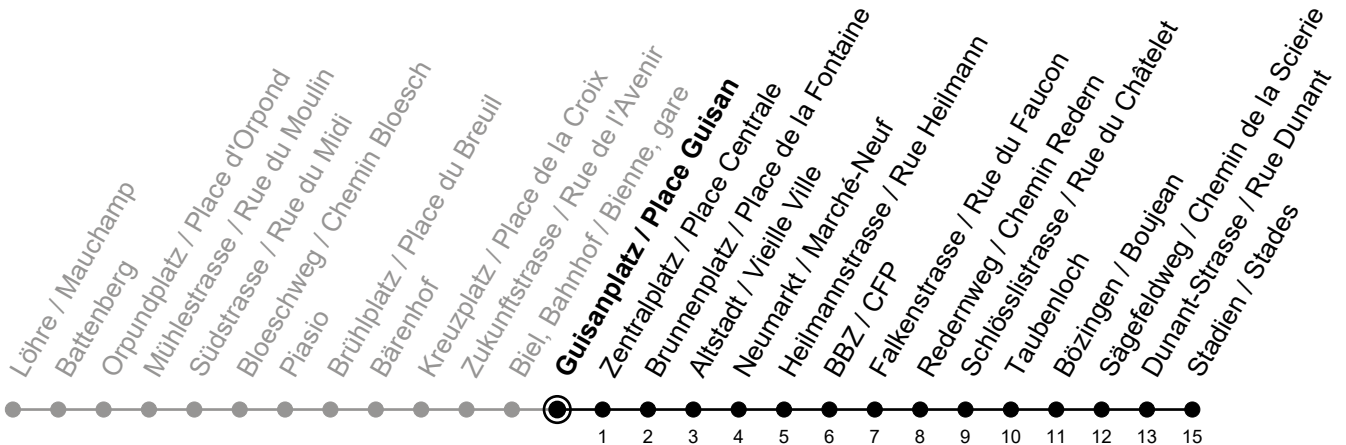 Löhre / Mauchamp
Battenberg
Orpundplatz / Place d'Orpond
Mühlestrasse / Rue du Moulin
Südstrasse / Rue du Midi
Bloeschweg / Chemin Bloesch
Piasio
Brühlplatz / Place du Breuil
Bärenhof
Kreuzplatz / Place de la Croix
Zukunftstrasse / Rue de l'Avenir
Biel, Bahnhof / Bienne, gare
Guisanplatz / Place Guisan
Zentralplatz / Place Centrale
Brunnenplatz / Place de la Fontaine
Altstadt / Vieille Ville
Neumarkt / Marché-Neuf
Heilmannstrasse / Rue Heilmann
BBZ / CFP
Falkenstrasse / Rue du Faucon
Redernweg / Chemin Redern
Schlösslistrasse / Rue du Châtelet
Taubenloch
Bözingen / Boujean
Sägefeldweg / Chemin de la Scierie
Dunant-Strasse / Rue Dunant
Stadien / Stades
1 2 3 4 5 6 7 8 9 10 11 12 13 15